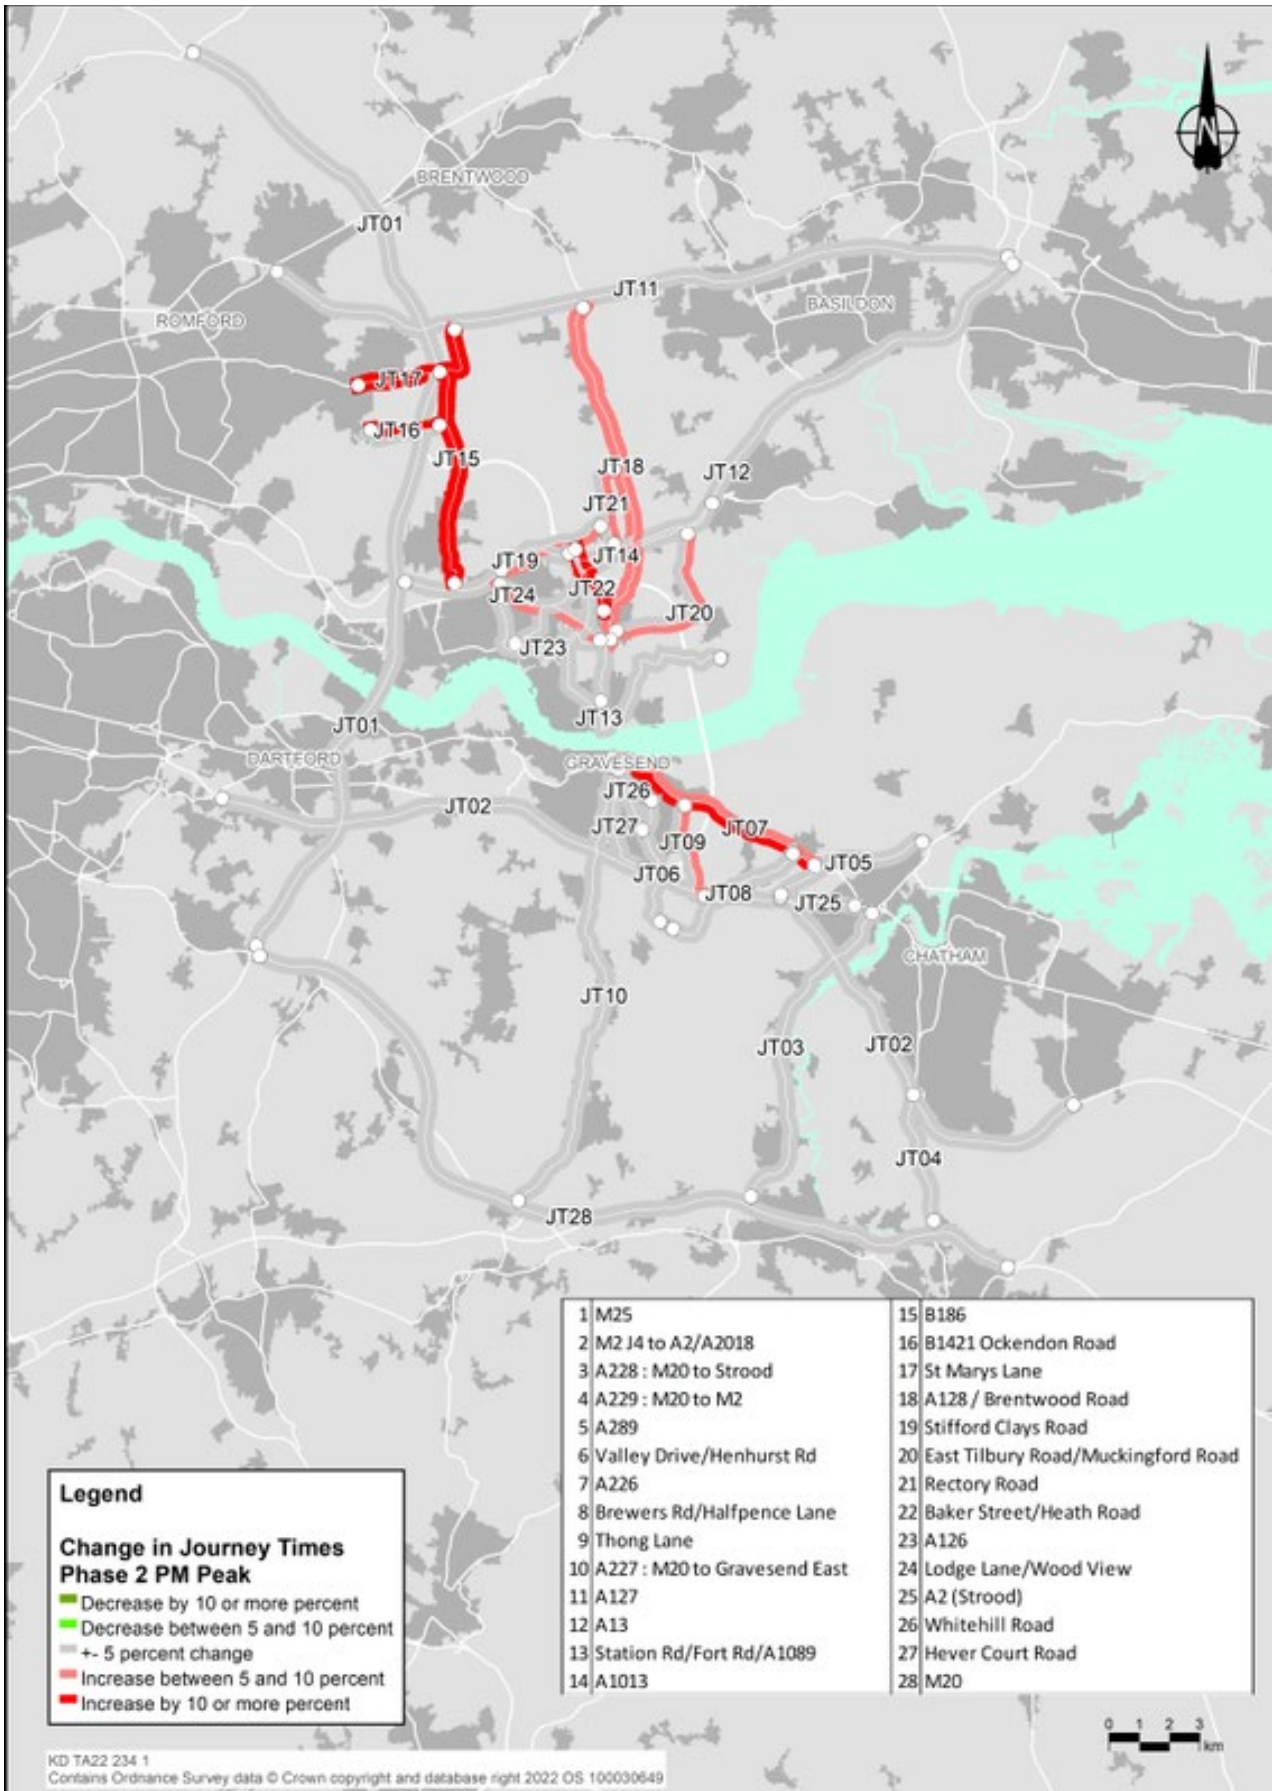 N
BRENTWOOD
JT01
JT11
BASILDON
ROMFORD
JT17
JT16
JT15
JT18
JT12
JT21
JT19
JT14
JT24
JT22
JT20
JT23
JT13
JT01
DARTFORD
GRAVESEND
JT26
JT02
JT27
JT09
JT07
JT06
JT05
JT08
JT25
CHATHAM
JT10
JT03
JT02
JT04
JT28
1 M25
2 M2 J4 to A2/A2018
3 A228 : M20 to Strood
4 A229 : M20 to M2
5 A289
6 Valley Drive/Henhurst Rd
7 A226
8 Brewers Rd/Halfpence Lane
9 Thong Lane
10 A227 : M20 to Gravesend East
11 A127
12 A13
13 Station Rd/Fort Rd/A1089
14 A1013
15 B186
16 B1421 Ockendon Road
17 St Marys Lane
18 A128 / Brentwood Road
19 Stifford Clays Road
20 East Tilbury Road/Muckingford Road
21 Rectory Road
22 Baker Street/Heath Road
23 A126
24 Lodge Lane/Wood View
25 A2 (Strood)
26 Whitehill Road
27 Hever Court Road
28 M20
Legend
Change in Journey Times
Phase 2 PM Peak
Decrease by 10 or more percent
Decrease between 5 and 10 percent
+- 5 percent change
Increase between 5 and 10 percent
Increase by 10 or more percent
0 1 2 3
km
KD TA22 234 1
Contains Ordnance Survey data © Crown copyright and database right 2022 OS 100030649